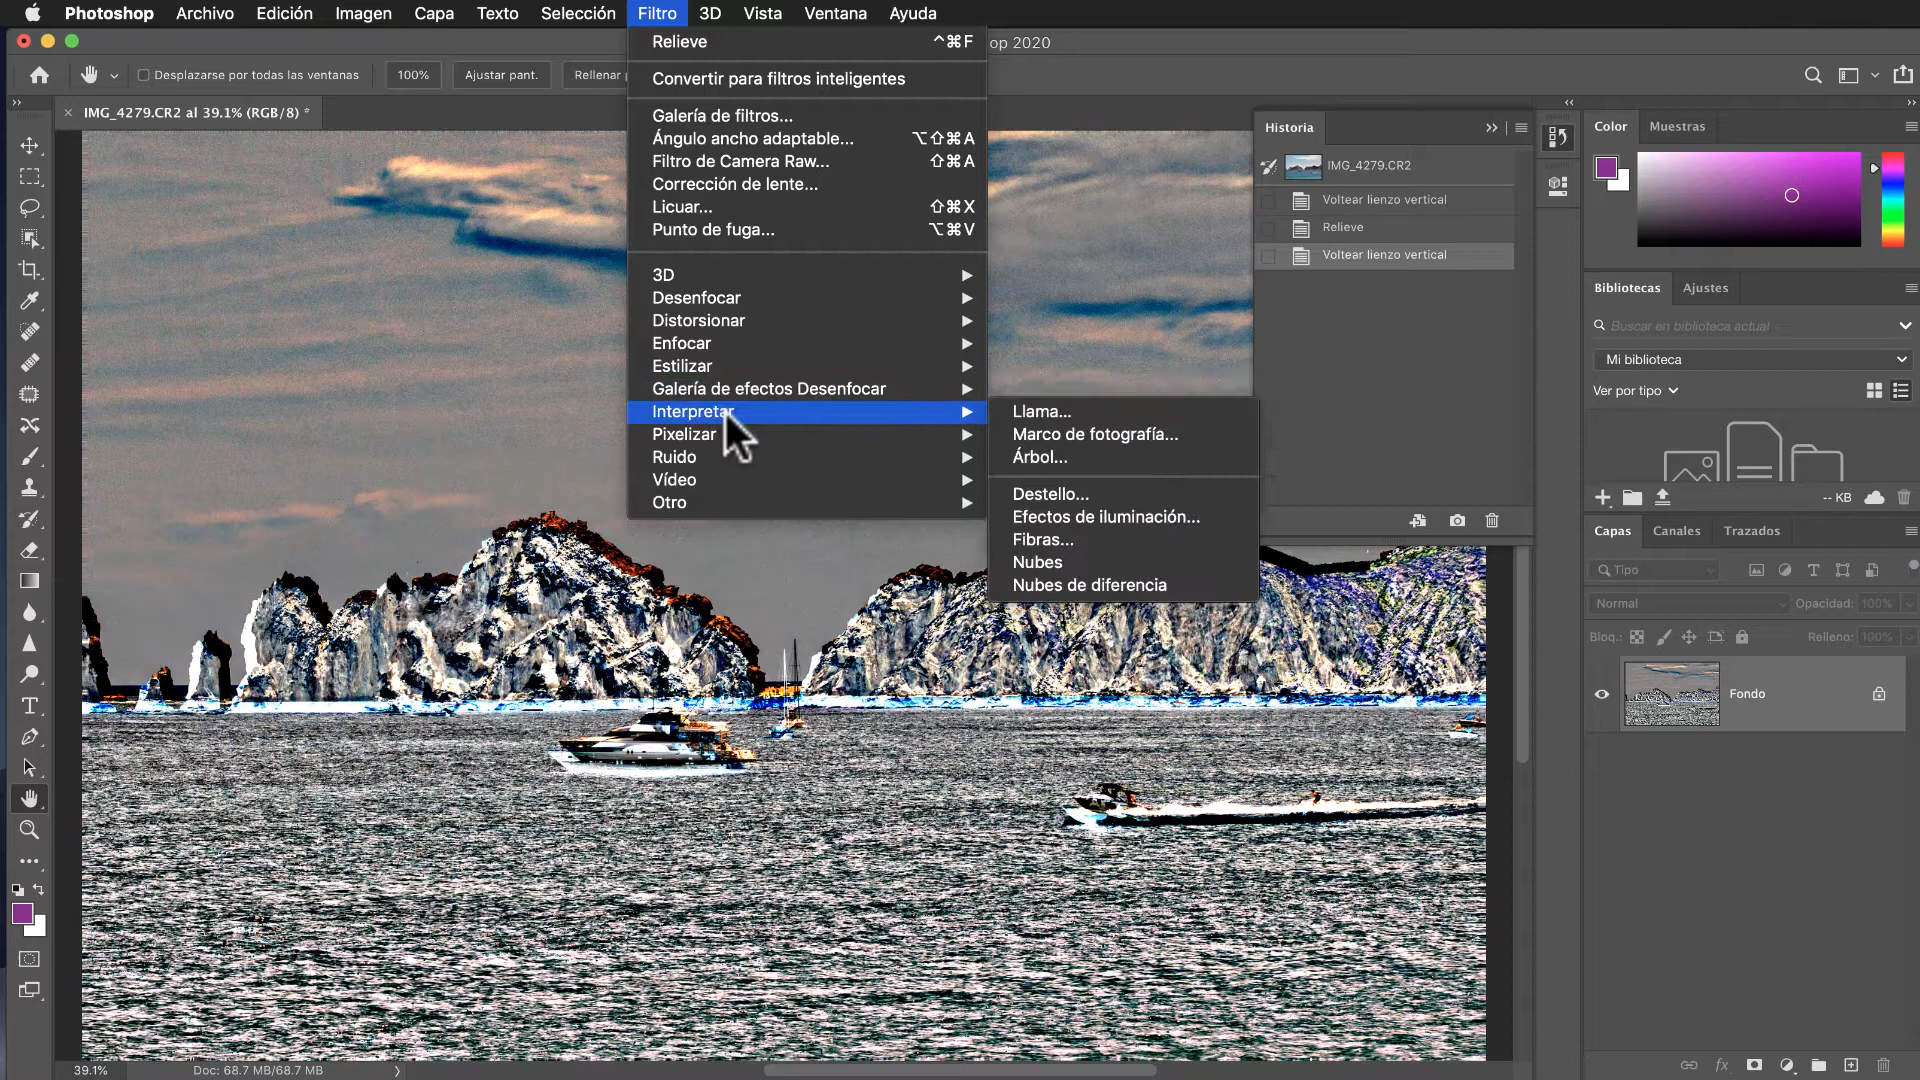 Photoshop Archivo Edición Imagen Capa Texto Selección Filtro 3D Vista Ventana Ayuda
op 2020
Desplazarse por todas las ventanas 100% Ajustar pant. Rellenar
IMG_4279.CR2 al 39.1% (RGB/8) *
Relieve ^⌘F
Convertir para filtros inteligentes
Galería de filtros...
Ángulo ancho adaptable... ⌥⇧⌘A
Filtro de Camera Raw... ⇧⌘A
Corrección de lente...
Licuar... ⇧⌘X
Punto de fuga... ⌥⌘V
3D
Desenfocar
Distorsionar
Enfocar
Estilizar
Galería de efectos Desenfocar
Interpretar
Pixelizar
Ruido
Vídeo
Otro
Llama...
Marco de fotografía...
Árbol...
Destello...
Efectos de iluminación...
Fibras...
Nubes
Nubes de diferencia
Historia
IMG_4279.CR2
Voltear lienzo vertical
Relieve
Voltear lienzo vertical
Color Muestras
Bibliotecas Ajustes
Buscar en biblioteca actual
Mi biblioteca
Ver por tipo
-- KB
Capas Canales Trazados
Tipo
Normal Opacidad: 100%
Bloq.: Relleno: 100%
Fondo
fx
39.1% Doc: 68.7 MB/68.7 MB